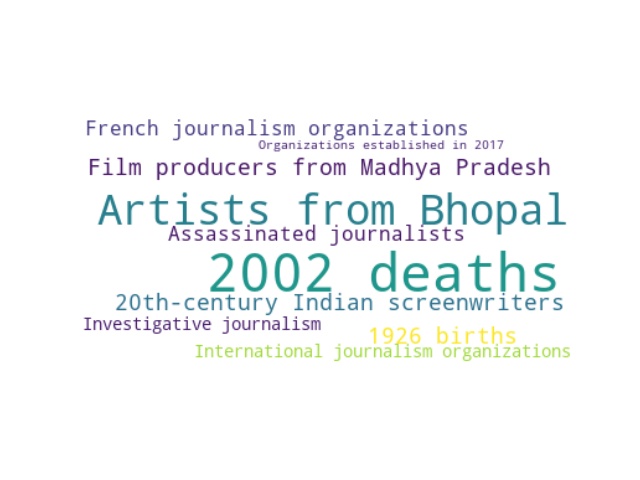 French journalism organizations
Organizations established in 2017
Film producers from Madhya Pradesh
Artists from Bhopal
Assassinated journalists
2002 deaths
20th-century Indian screenwriters
Investigative journalism
1926 births
International journalism organizations